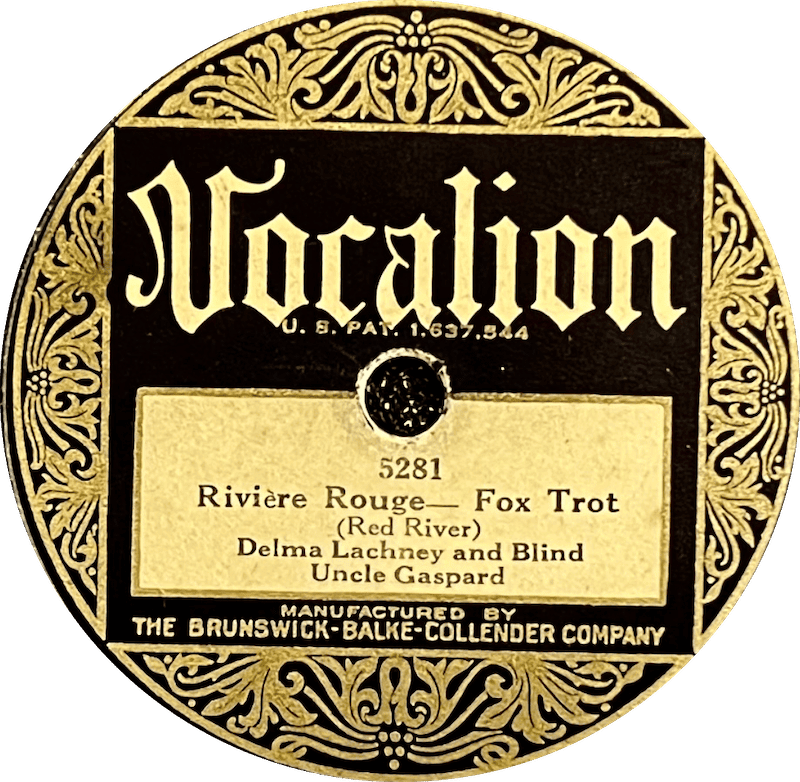 Vocalion
U. S. PAT. 1,637,544
5281
Rivière Rouge— Fox Trot
(Red River)
Delma Lachney and Blind
Uncle Gaspard
MANUFACTURED BY
THE BRUNSWICK-BALKE-COLLENDER COMPANY